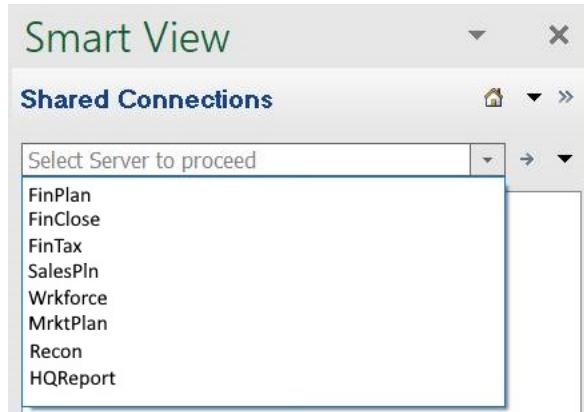 Smart View
Shared Connections
Select Server to proceed
FinPlan
FinClose
FinTax
SalesPln
Wrkforce
MrktPlan
Recon
HQReport